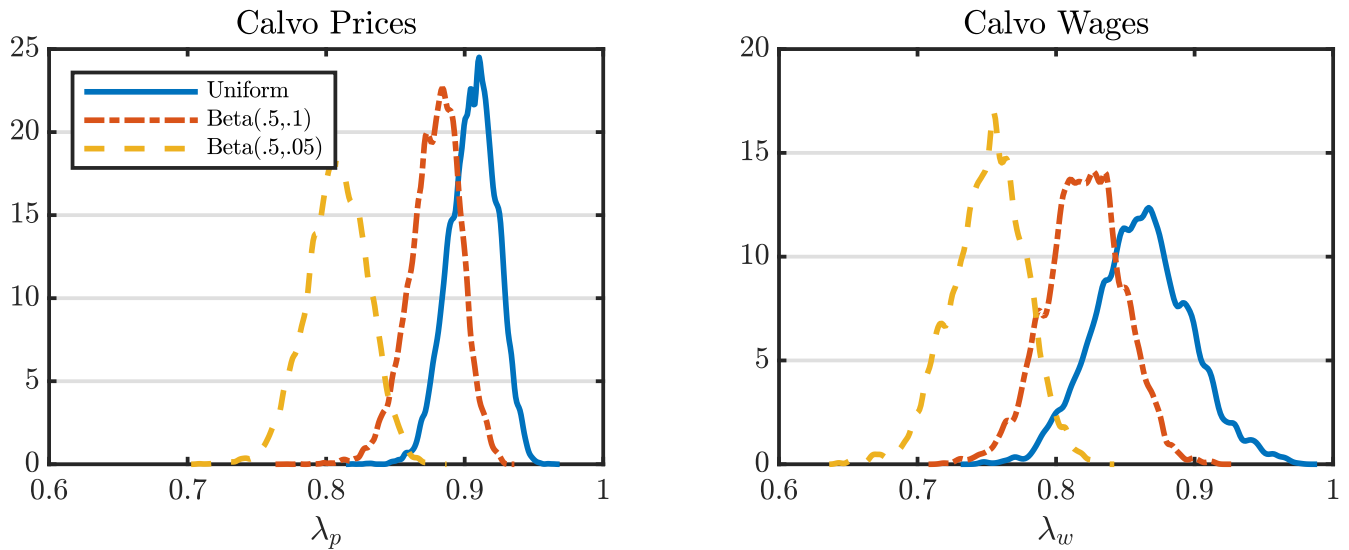 Calvo Prices
25
20
15
10
5
0
Uniform
Beta(.5,.1)
Beta(.5,.05)
0.6 0.7 0.8 0.9 1
λp
Calvo Wages
20
15
10
5
0
0.6 0.7 0.8 0.9 1
λw